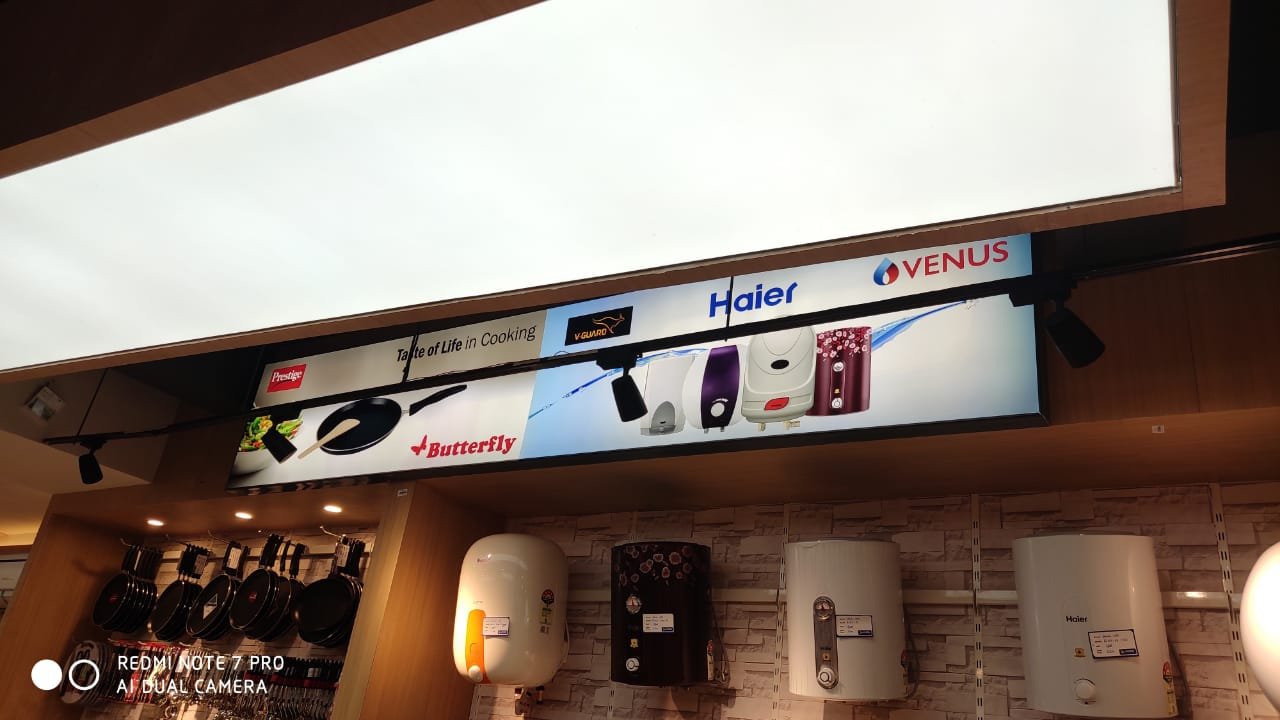 VENUS
Haier
V-GUARD
Taste of Life in Cooking
Prestige
Butterfly
Haier
REDMI NOTE 7 PRO
AI DUAL CAMERA